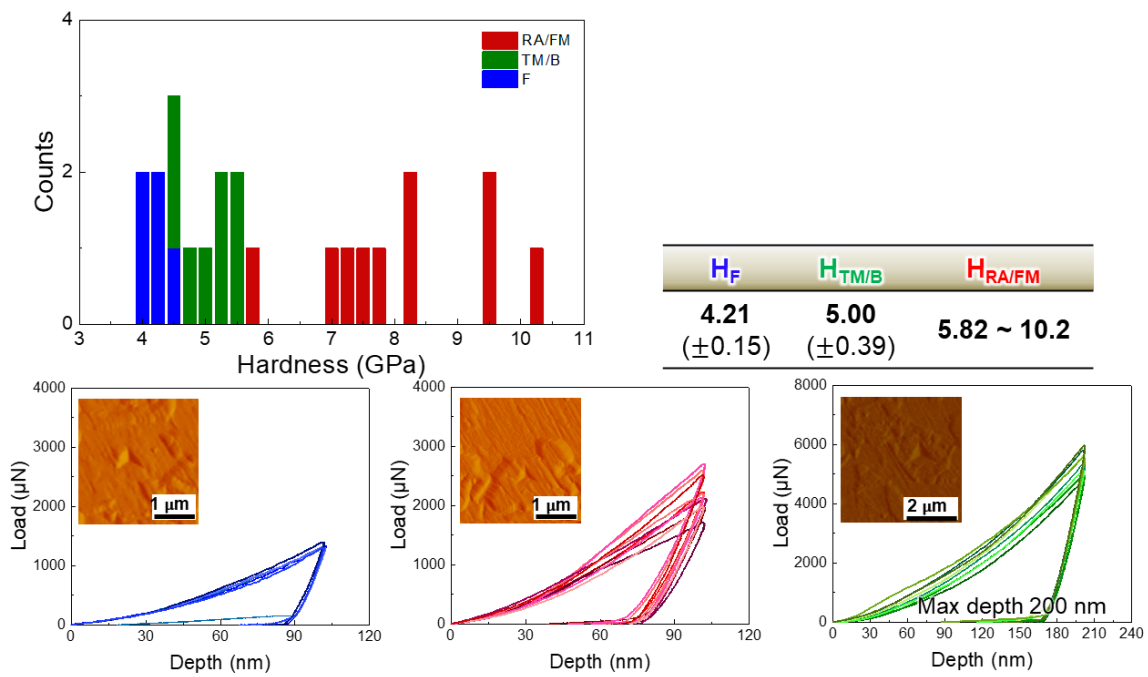 4
RA/FM
TM/B
F
2
Counts
0
3 4 5 6 7 8 9 10 11
Hardness (GPa)
H_F H_TM/B H_RA/FM
4.21 5.00 5.82 ~ 10.2
(±0.15) (±0.39)
4000
3000
2000
1000
0
Load (μN)
1 μm
0 30 60 90 120
Depth (nm)
4000
3000
2000
1000
0
Load (μN)
1 μm
0 30 60 90 120
Depth (nm)
8000
6000
4000
2000
0
Load (μN)
2 μm
Max depth 200 nm
0 30 60 90 120 150 180 210 240
Depth (nm)